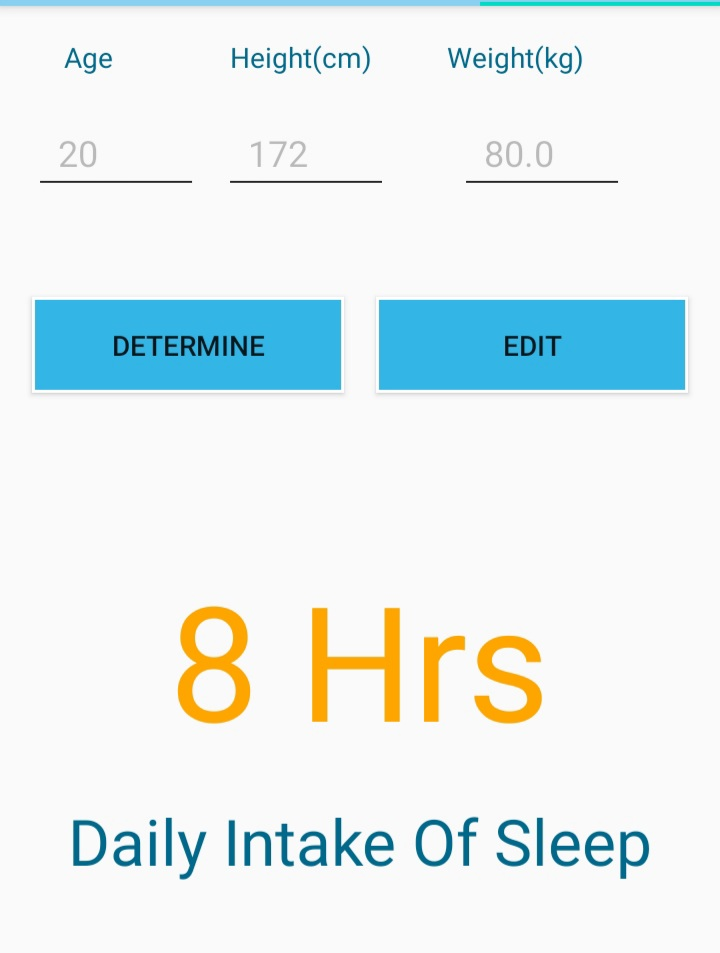 Age Height(cm) Weight(kg)
20 172 80.0
DETERMINE EDIT
8 Hrs
Daily Intake Of Sleep